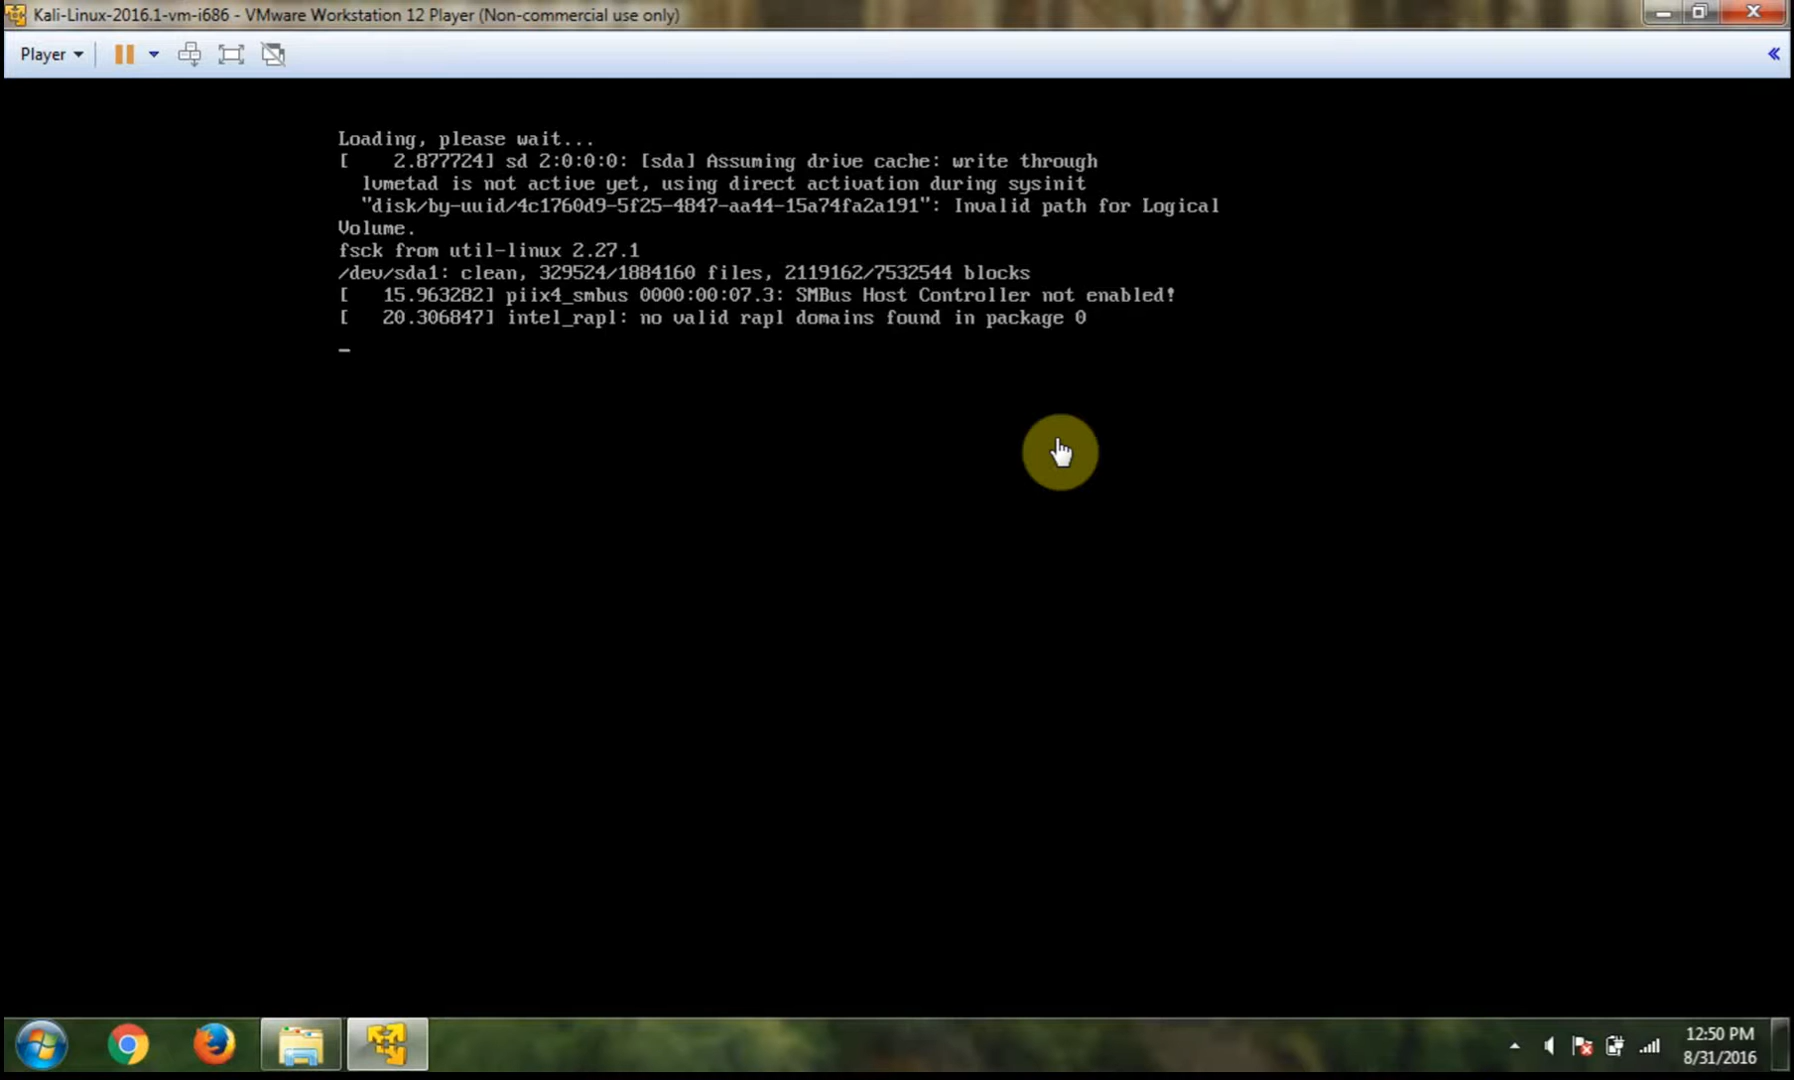 Kali-Linux-2016.1-vm-i686 - VMware Workstation 12 Player (Non-commercial use only)
Player
Loading, please wait...
[    2.877724] sd 2:0:0:0: [sda] Assuming drive cache: write through
lvmetad is not active yet, using direct activation during sysinit
"disk/by-uuid/4c1760d9-5f25-4847-aa44-15a74fa2a191": Invalid path for Logical
Volume.
fsck from util-linux 2.27.1
/dev/sda1: clean, 329524/1884160 files, 2119162/7532544 blocks
[   15.963282] piix4_smbus 0000:00:07.3: SMBus Host Controller not enabled!
[   20.306847] intel_rapl: no valid rapl domains found in package 0
_
12:50 PM
8/31/2016